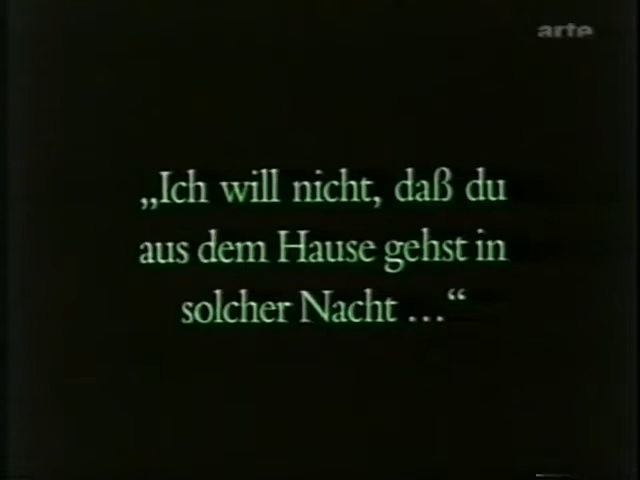 arte
„Ich will nicht, daß du
aus dem Hause gehst in
solcher Nacht ...“